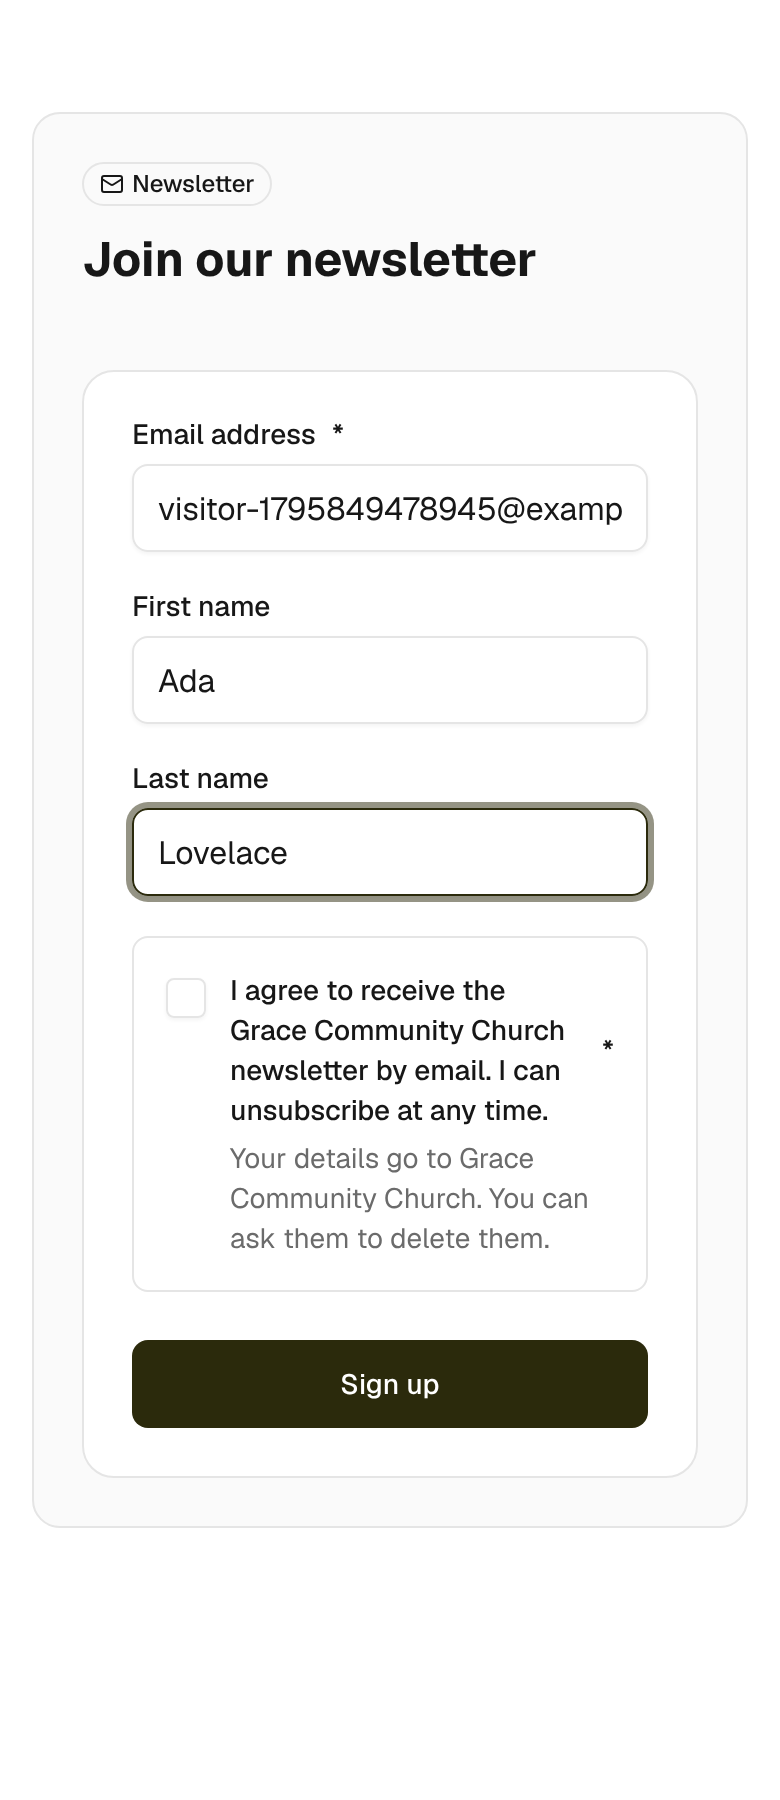 Newsletter
Join our newsletter
Email address *
visitor-1795849478945@examp
First name
Ada
Last name
Lovelace
I agree to receive the
Grace Community Church
newsletter by email. I can
unsubscribe at any time.
*
Your details go to Grace
Community Church. You can
ask them to delete them.
Sign up